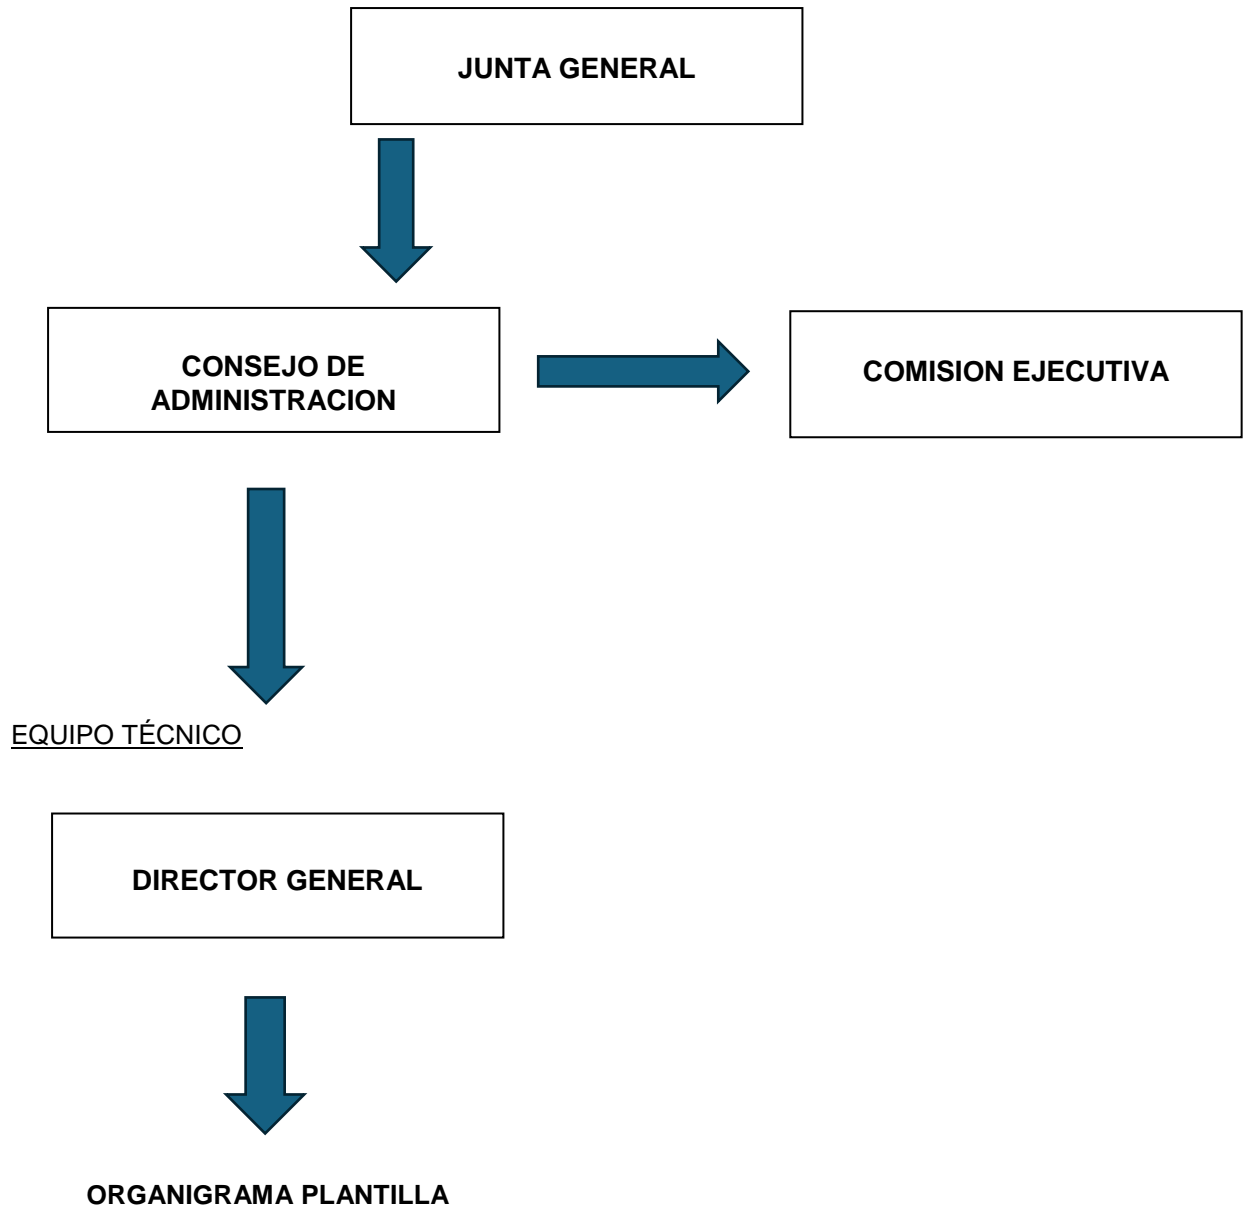 JUNTA GENERAL
CONSEJO DE
ADMINISTRACION
COMISION EJECUTIVA
EQUIPO TÉCNICO
DIRECTOR GENERAL
ORGANIGRAMA PLANTILLA